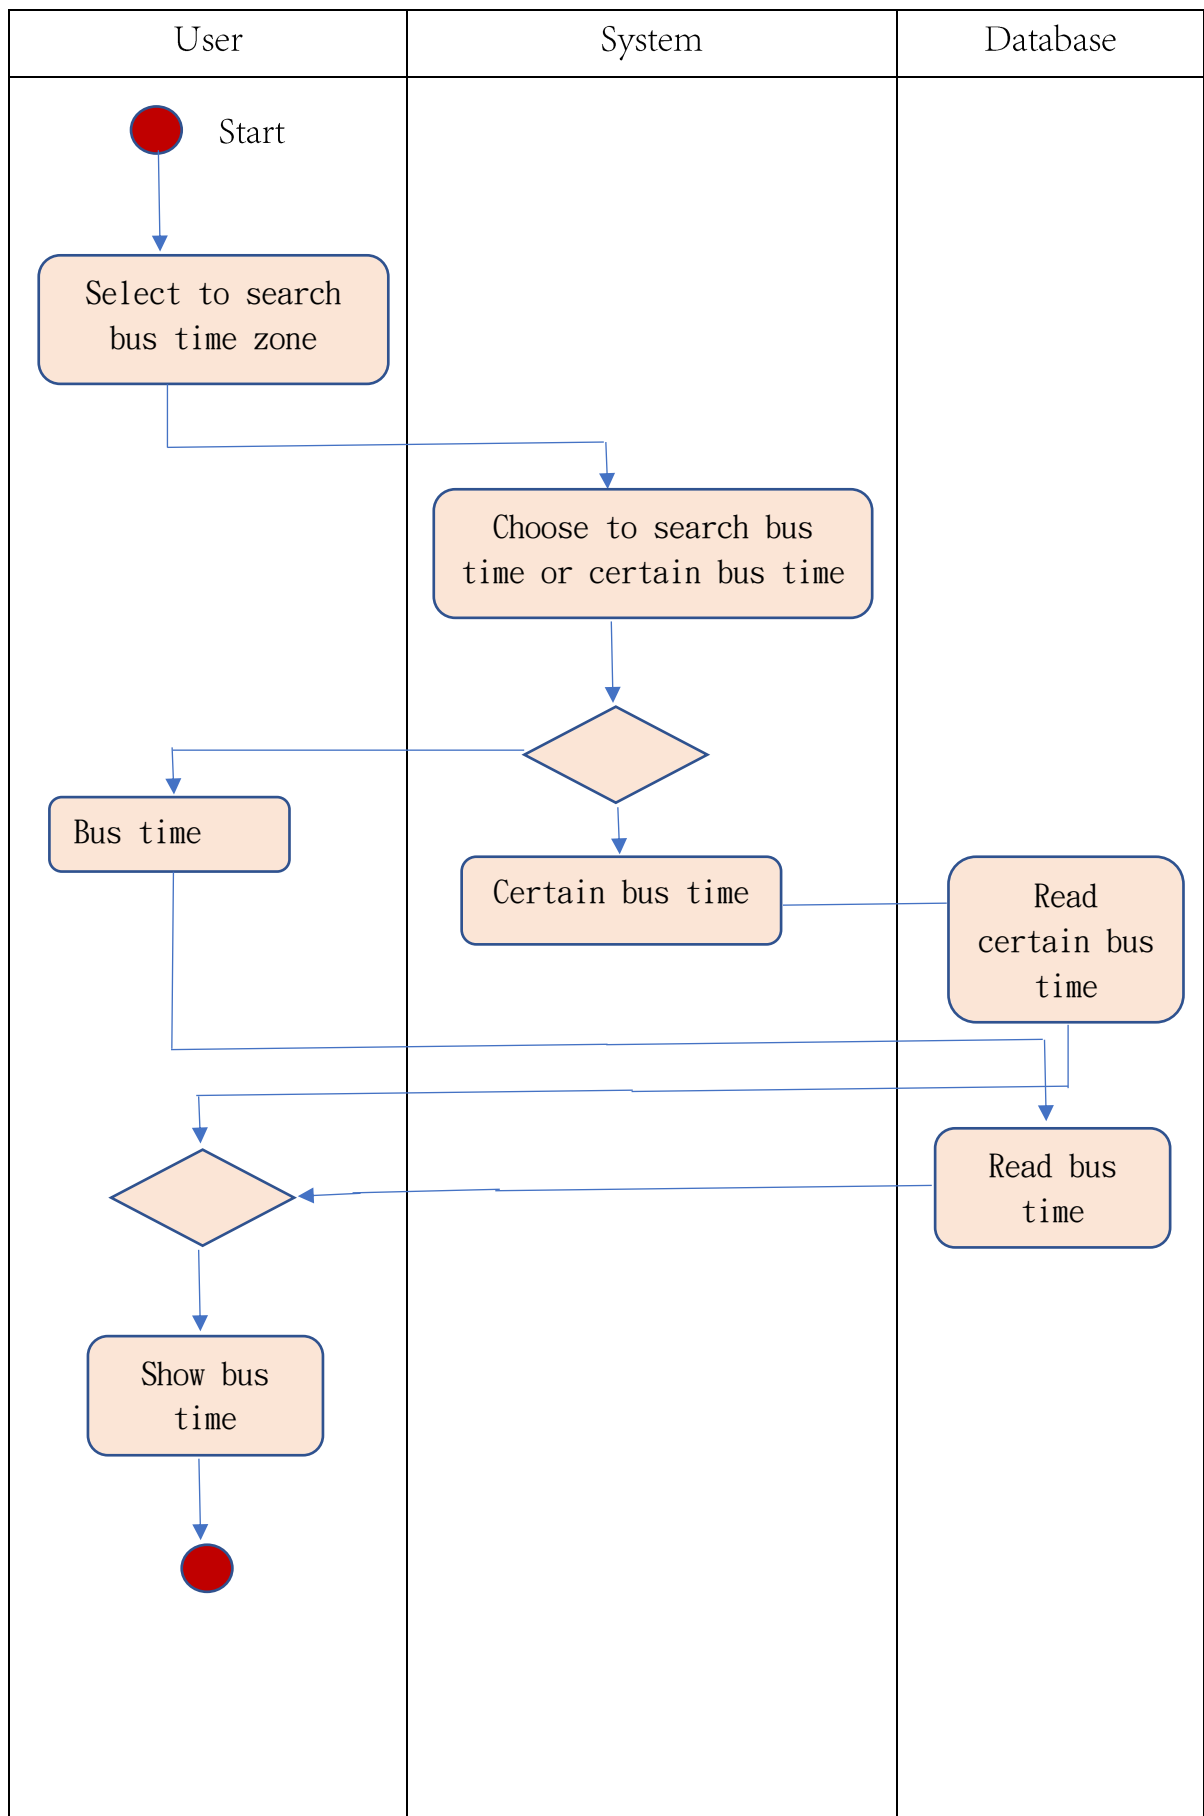 User
System
Database
Start
Select to search
bus time zone
Choose to search bus
time or certain bus time
Bus time
Certain bus time
Read
certain bus
time
Read bus
time
Show bus
time